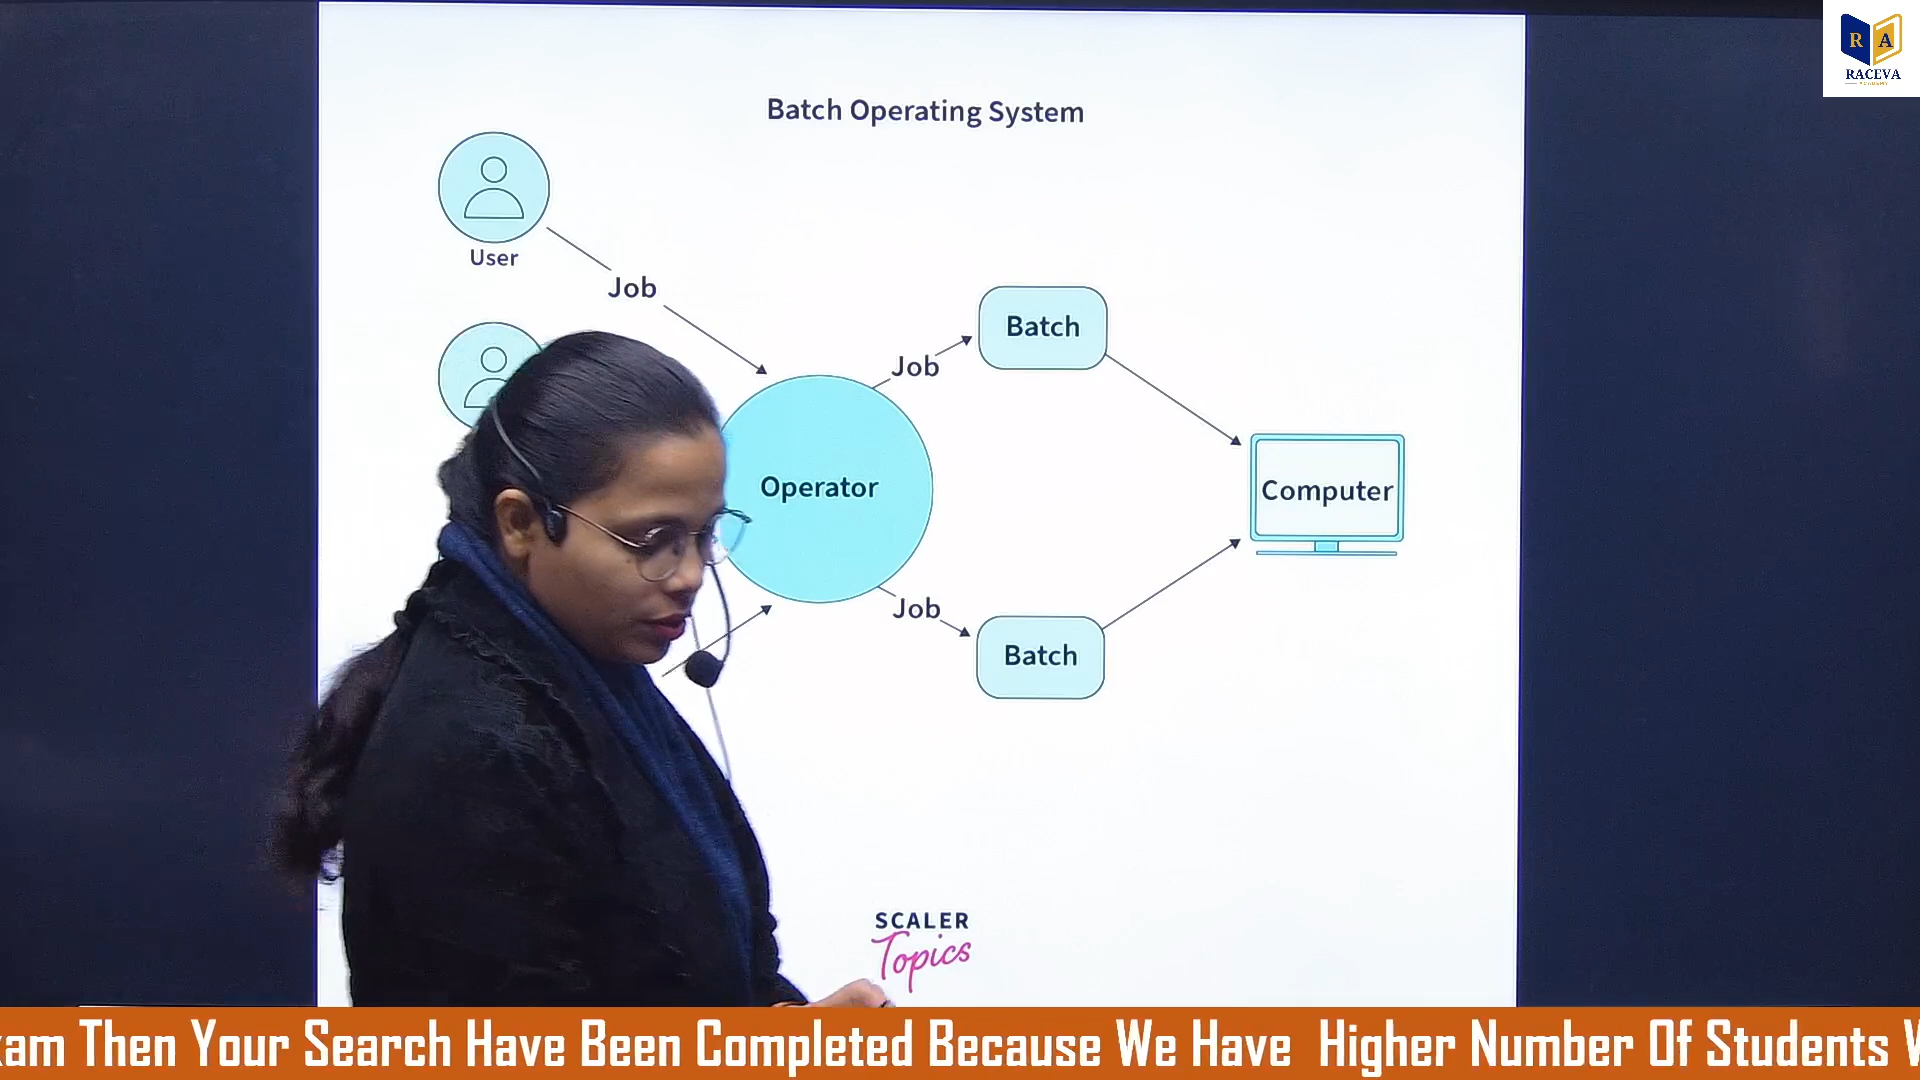 R A
RACEVA
ACADEMY
Batch Operating System
User
Job
Batch
Job
Operator
Computer
Job
Batch
SCALER
Topics
xam Then Your Search Have Been Completed Because We Have Higher Number Of Students W